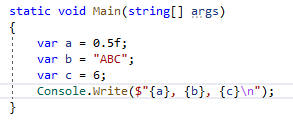 static void Main(string[] args)
{
    var a = 0.5f;
    var b = "ABC";
    var c = 6;
    Console.Write($"{a}, {b}, {c}\n");
}